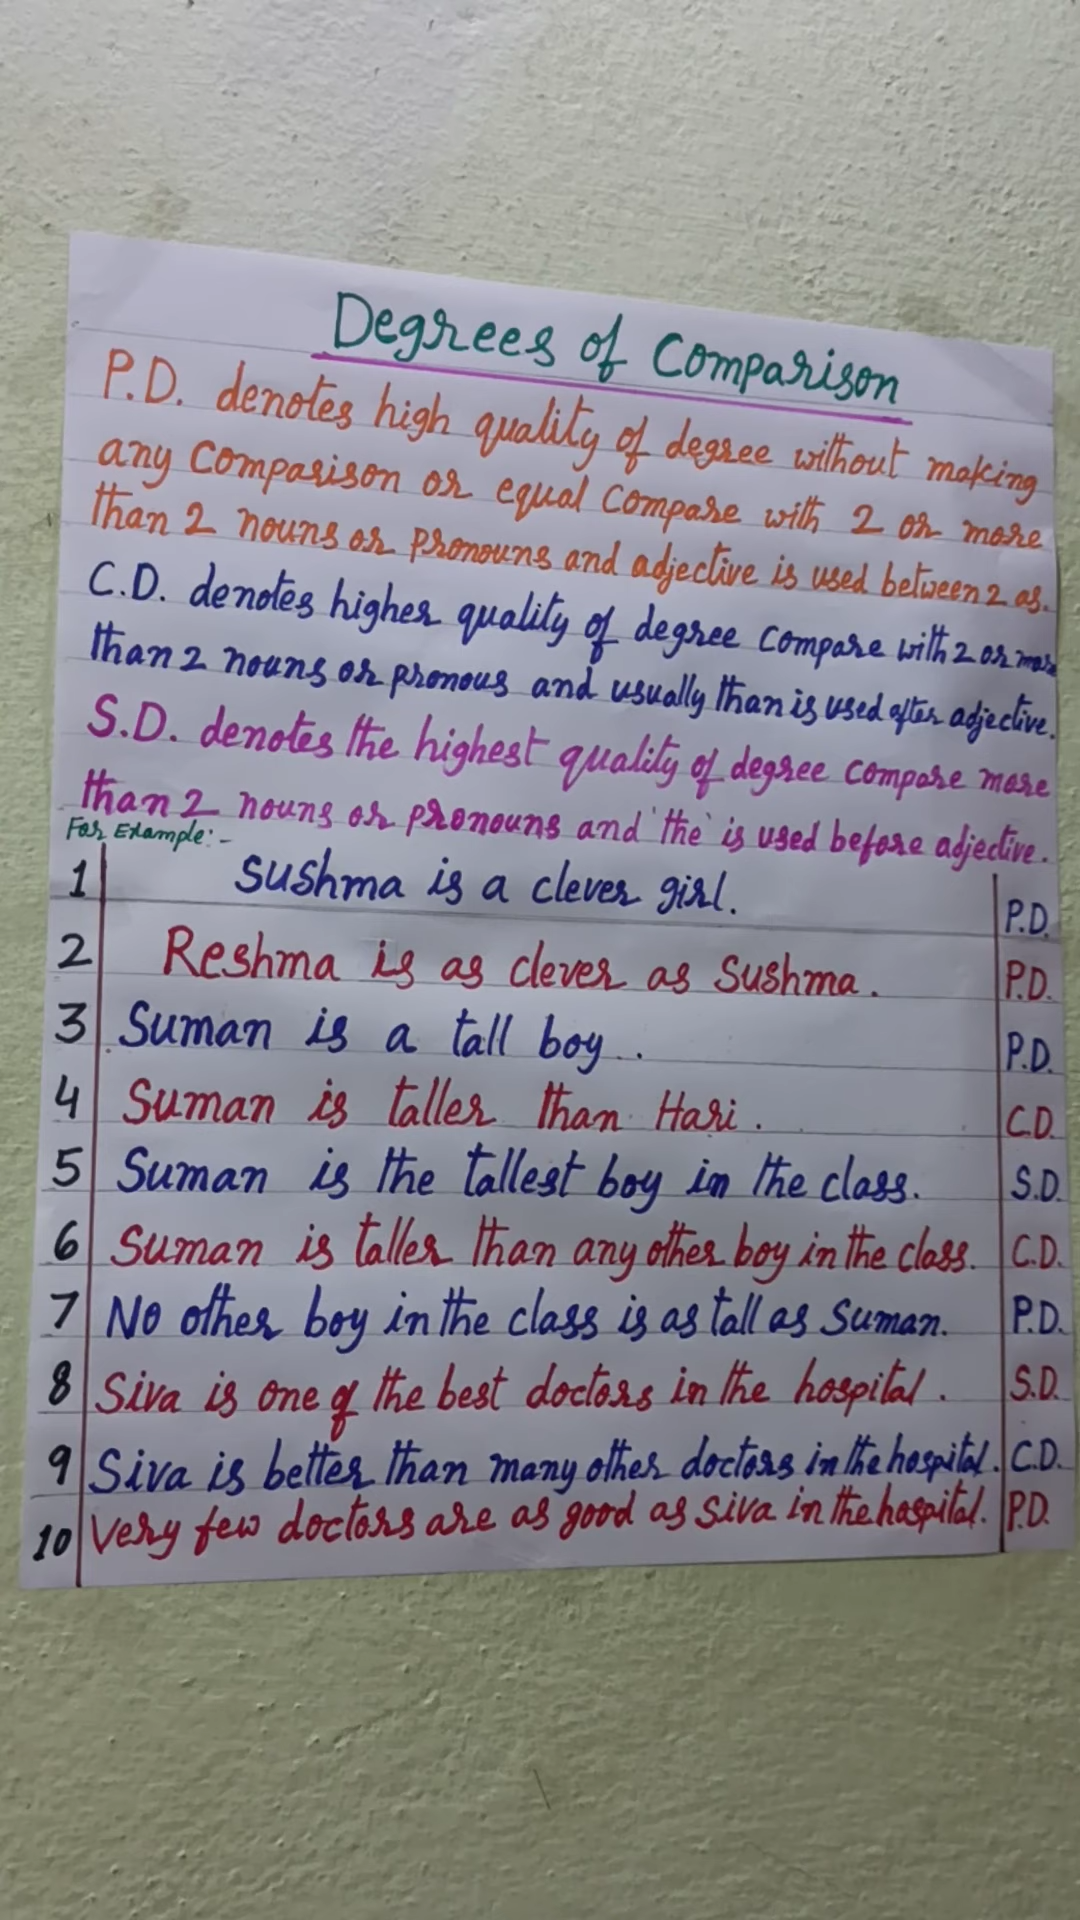 Degrees of Comparison
P.D. denotes high quality of degree without making
any Comparison or equal Compare with 2 or more
than 2 nouns or pronouns and adjective is used between 2 as.
C.D. denotes higher quality of degree Compare with 2 or more
than 2 nouns or pronous and usually than is used after adjective.
S.D. denotes the highest quality of degree compare more
than 2 nouns or pronouns and 'the' is used before adjective.
For Example:-
1 Sushma is a clever girl. P.D.
2 Reshma is as clever as Sushma. P.D.
3 Suman is a tall boy. P.D.
4 Suman is taller than Hari. C.D.
5 Suman is the tallest boy in the class. S.D.
6 Suman is taller than any other boy in the class. C.D.
7 No other boy in the class is as tall as Suman. P.D.
8 Siva is one of the best doctors in the hospital. S.D.
9 Siva is better than many other doctors in the hospital. C.D.
10 Very few doctors are as good as Siva in the hospital. P.D.